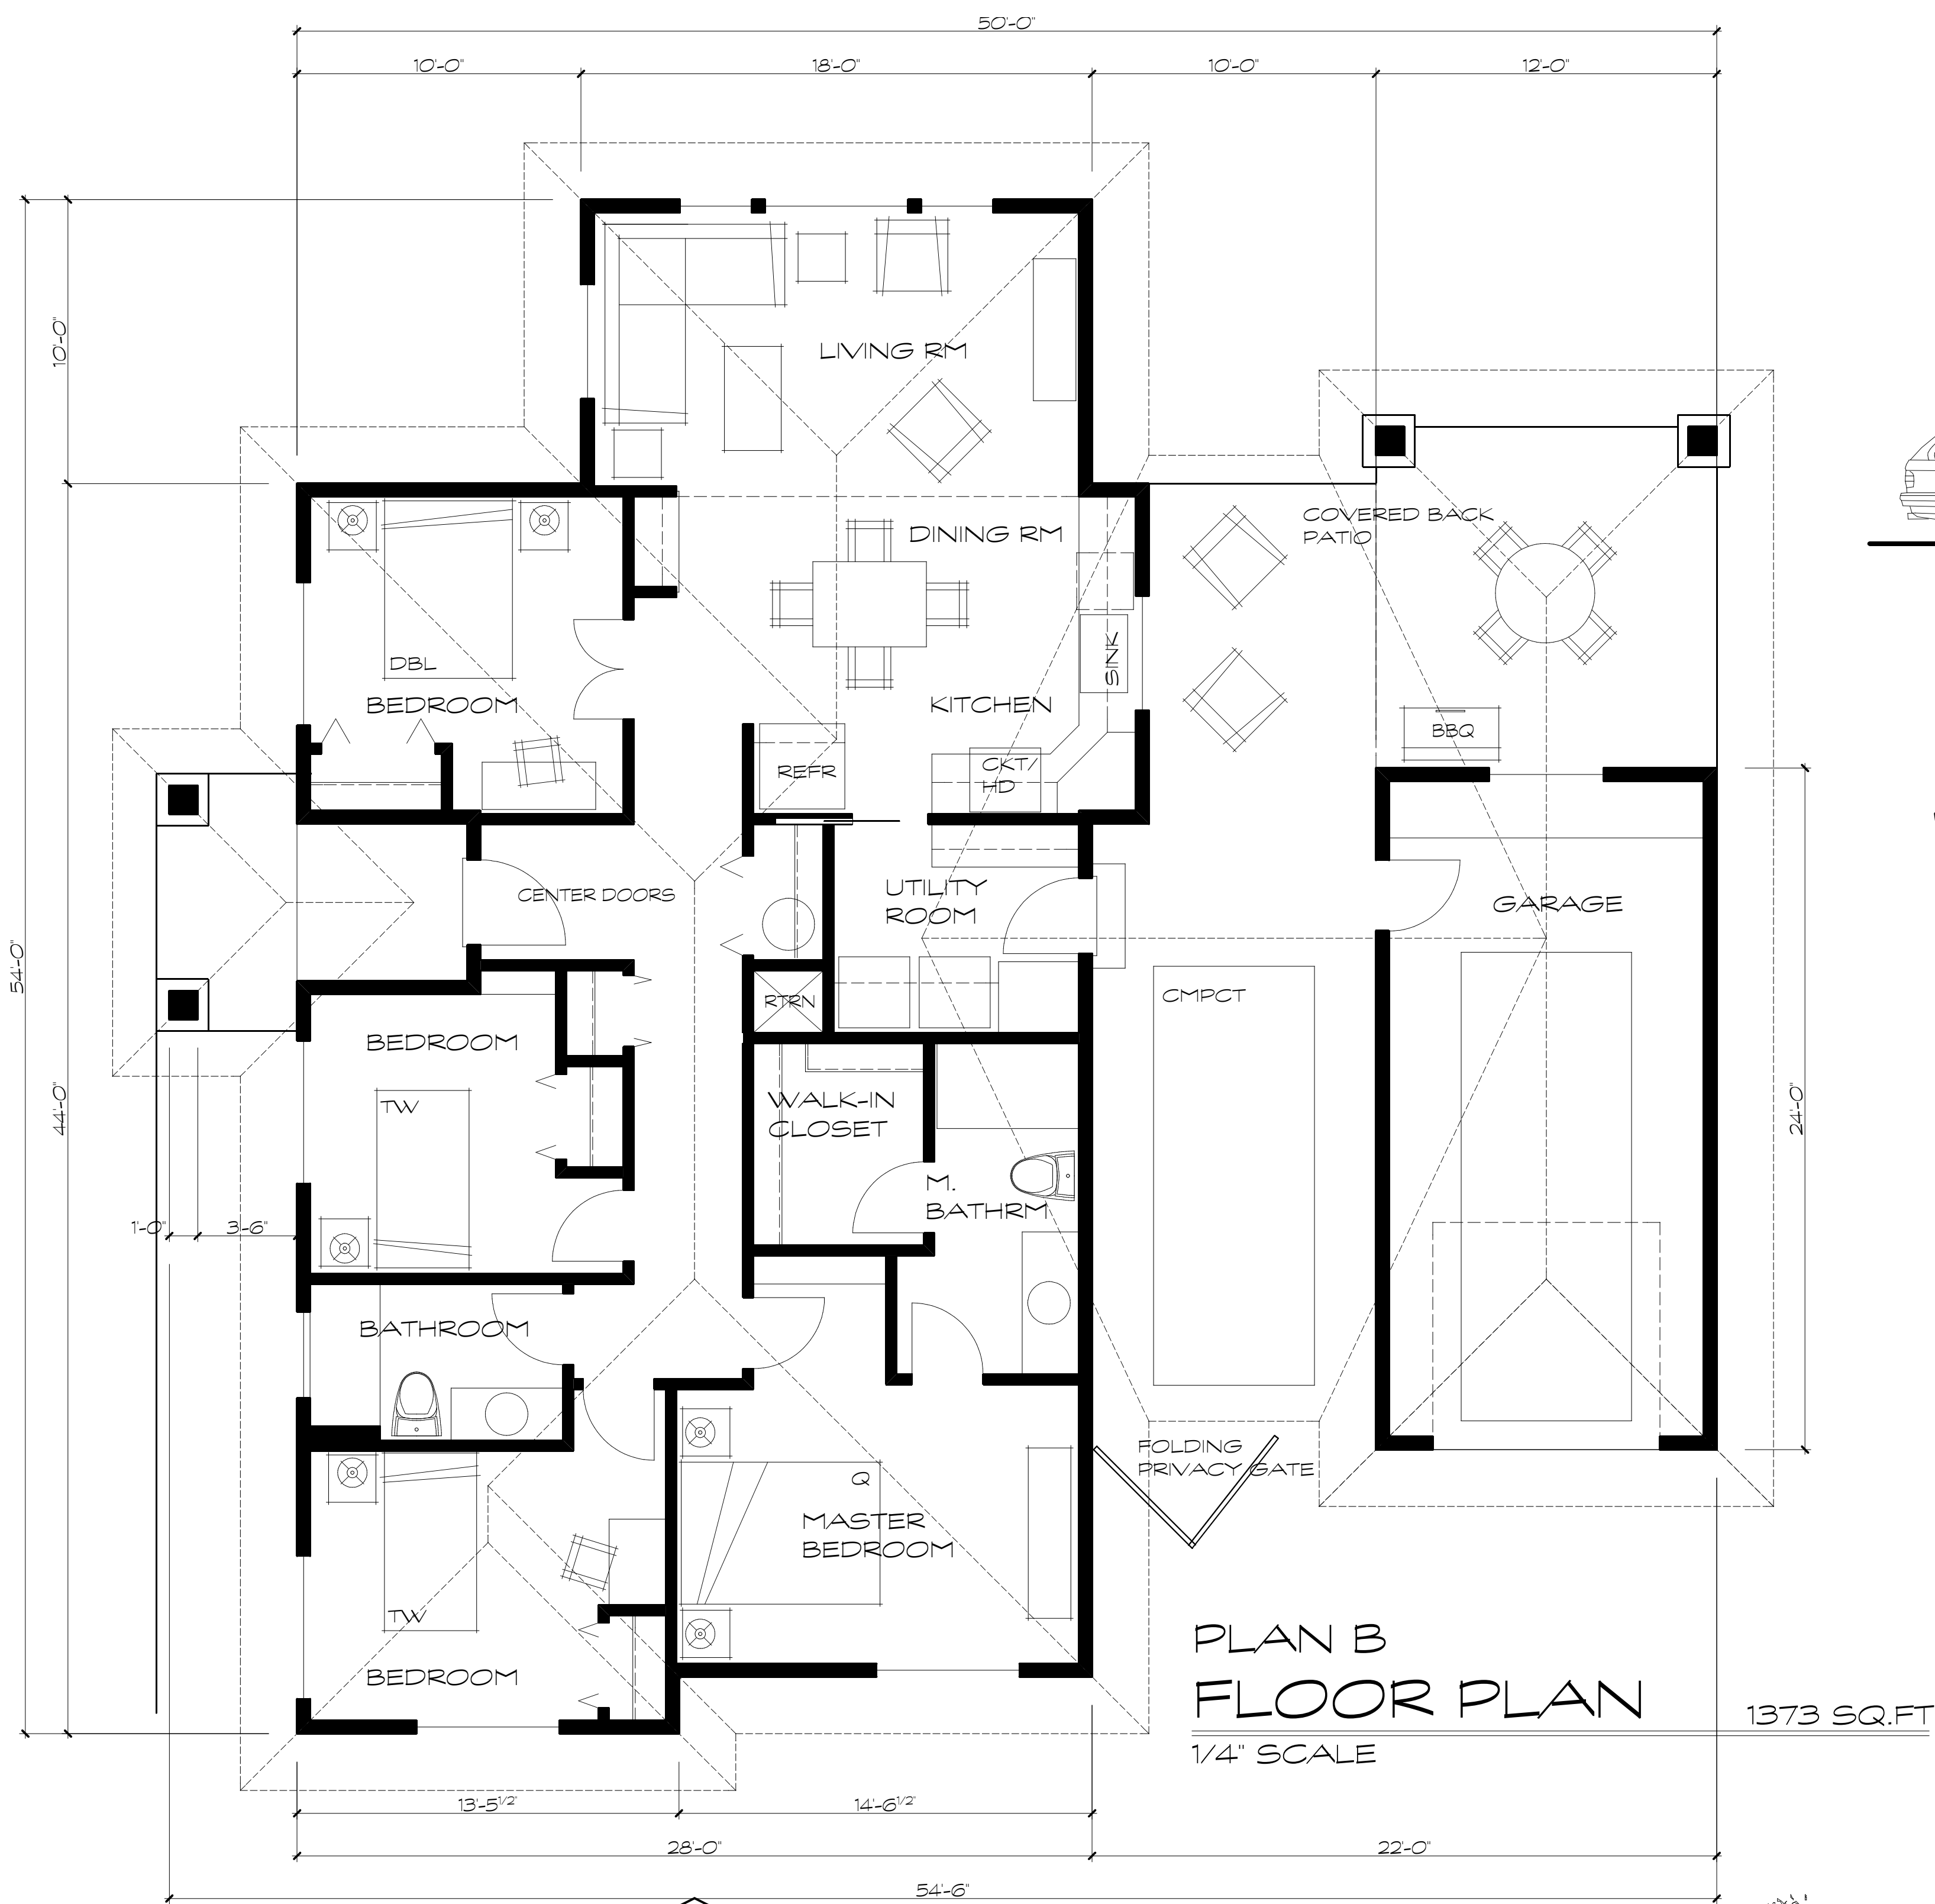 50'-0"
10'-0"
18'-0"
10'-0"
12'-0"
10'-0"
LIVING RM
COVERED BACK
PATIO
DINING RM
SINK
DBL
BEDROOM
KITCHEN
BBQ
REFR
CKT/
HD
CENTER DOORS
UTILITY
ROOM
GARAGE
54'-0"
RTRN
CMPCT
BEDROOM
44'-0"
TW
WALK-IN
CLOSET
24'-0"
M.
BATHRM
1'-0"
3-6"
BATHROOM
FOLDING
PRIVACY GATE
Q
MASTER
BEDROOM
TW
BEDROOM
PLAN B
FLOOR PLAN
1373 SQ.FT
1/4" SCALE
13'-5 1/2"
14'-6 1/2"
28'-0"
22'-0"
54'-6"